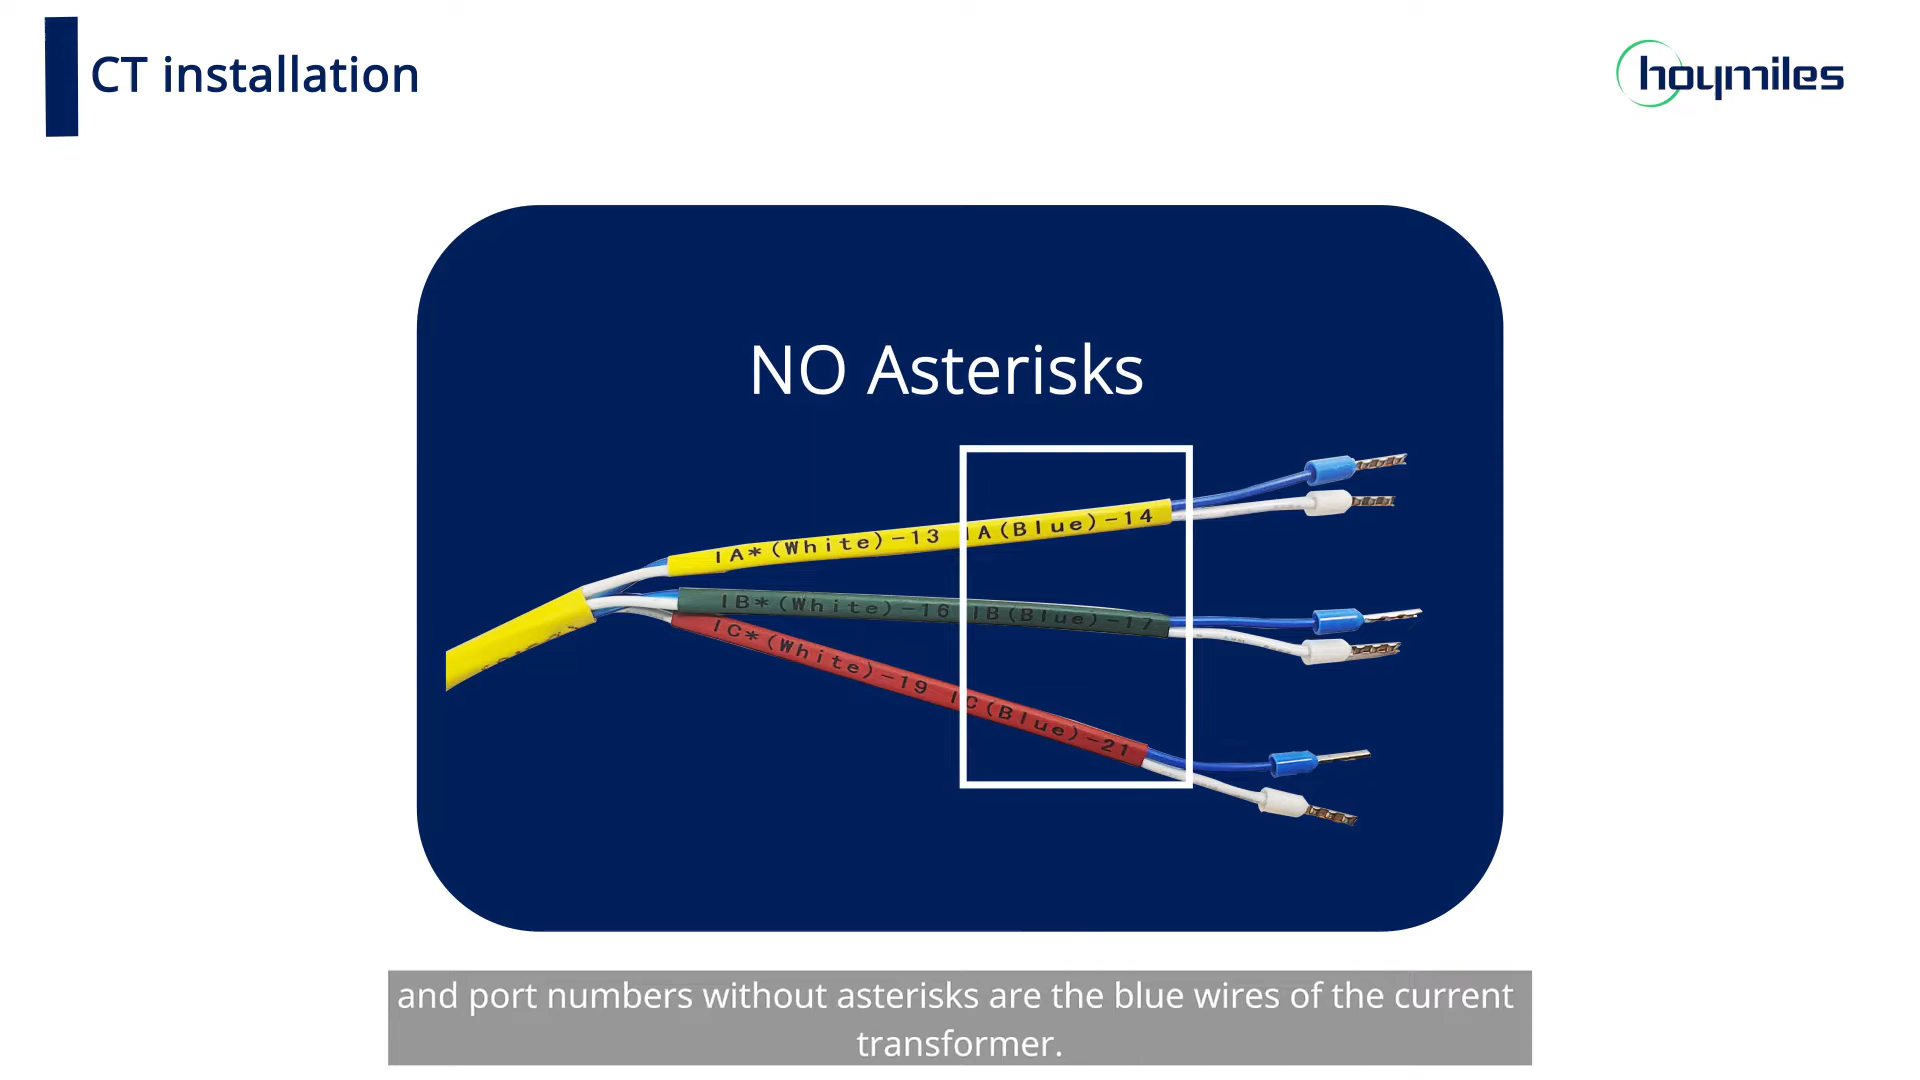 CT installation
hoymiles
NO Asterisks
IA*(White)-13 IA(Blue)-14
IB*(White)-16 IB(Blue)-17
IC*(White)-19 IC(Blue)-21
and port numbers without asterisks are the blue wires of the current
transformer.